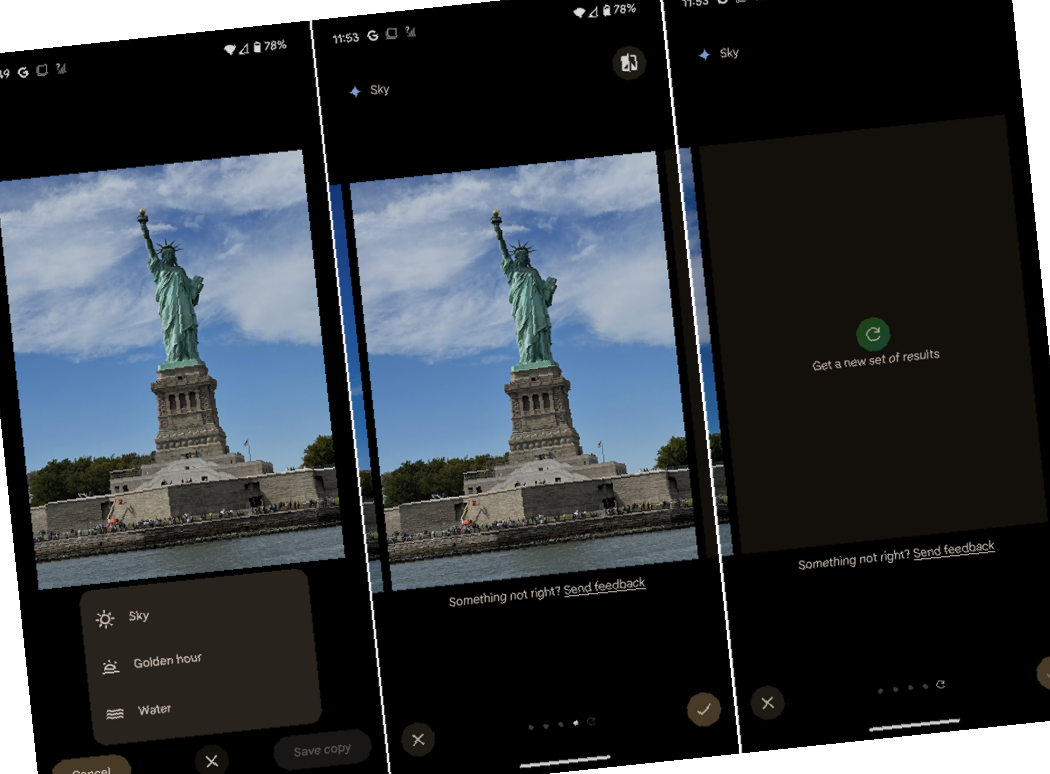 49 G 78%
Sky
Golden hour
Water
Cancel
Save copy
11:53 G 78%
Sky
Something not right? Send feedback
11:53
Sky
Get a new set of results
Something not right? Send feedback